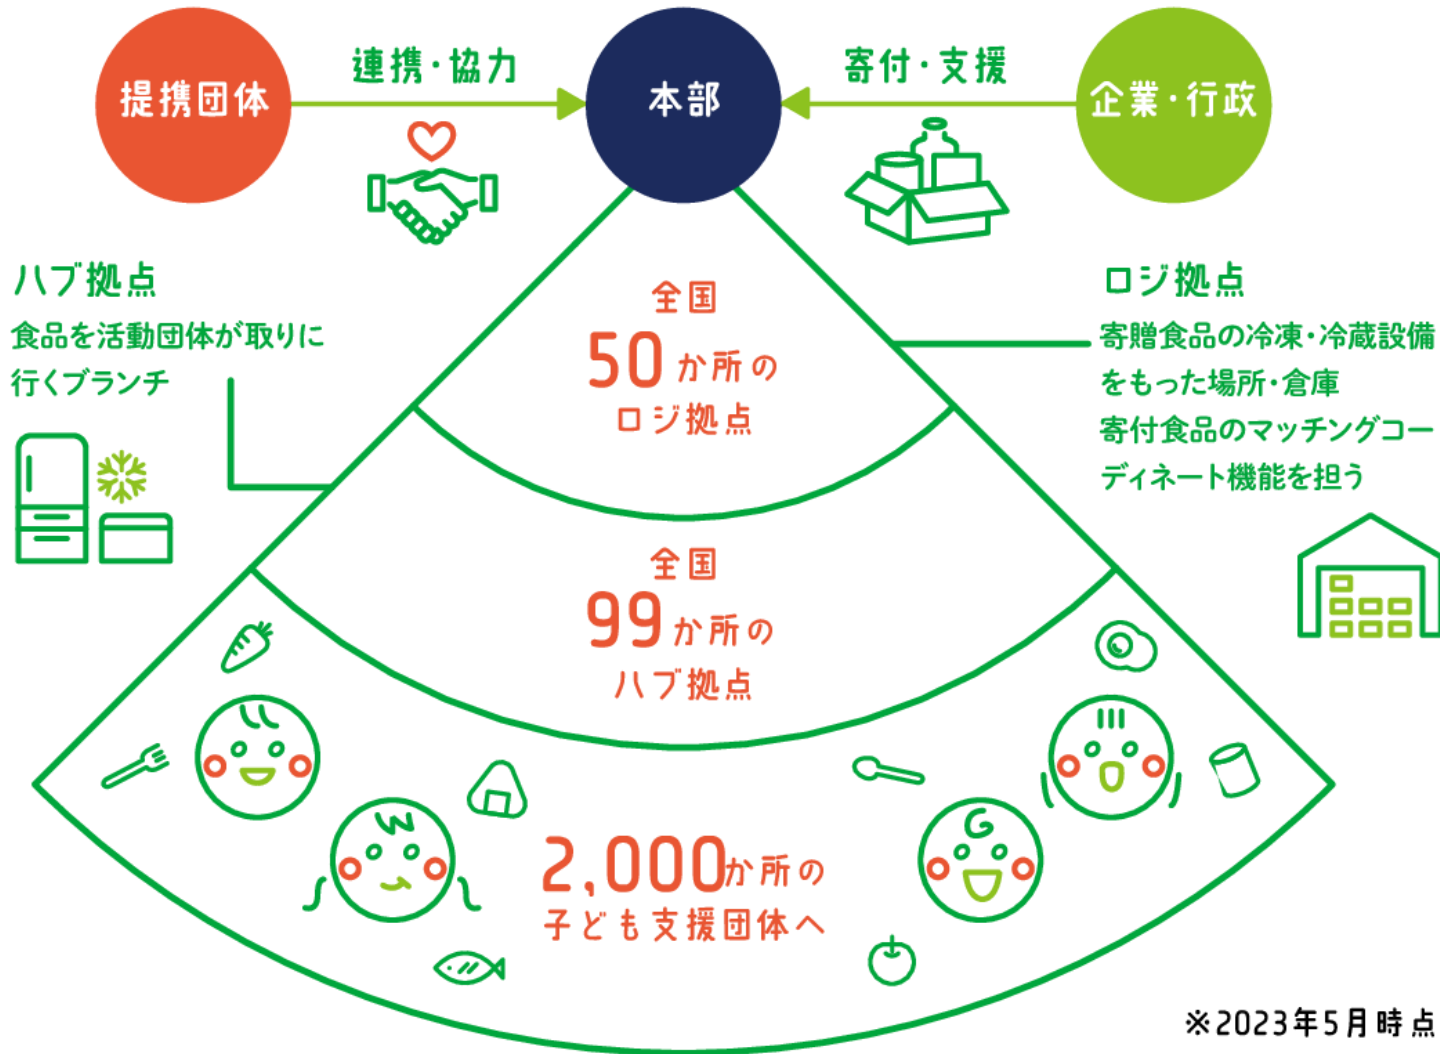 提携団体
連携・協力
本部
寄付・支援
企業・行政
ハブ拠点
食品を活動団体が取りに
行くブランチ
全国
50か所の
ロジ拠点
ロジ拠点
寄贈食品の冷凍・冷蔵設備
をもった場所・倉庫
寄付食品のマッチングコー
ディネート機能を担う
全国
99か所の
ハブ拠点
2,000か所の
子ども支援団体へ
※2023年5月時点